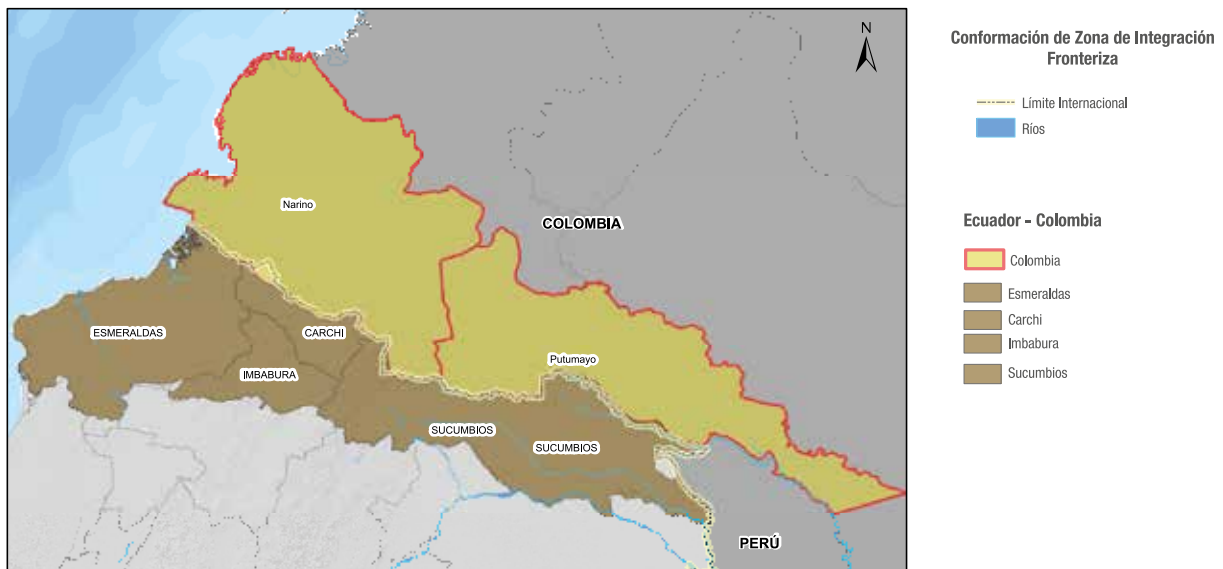 N
Narino
COLOMBIA
ESMERALDAS
CARCHI
IMBABURA
Putumayo
SUCUMBIOS
SUCUMBIOS
PERÚ
Conformación de Zona de Integración
Fronteriza
Límite Internacional
Ríos
Ecuador - Colombia
Colombia
Esmeraldas
Carchi
Imbabura
Sucumbios